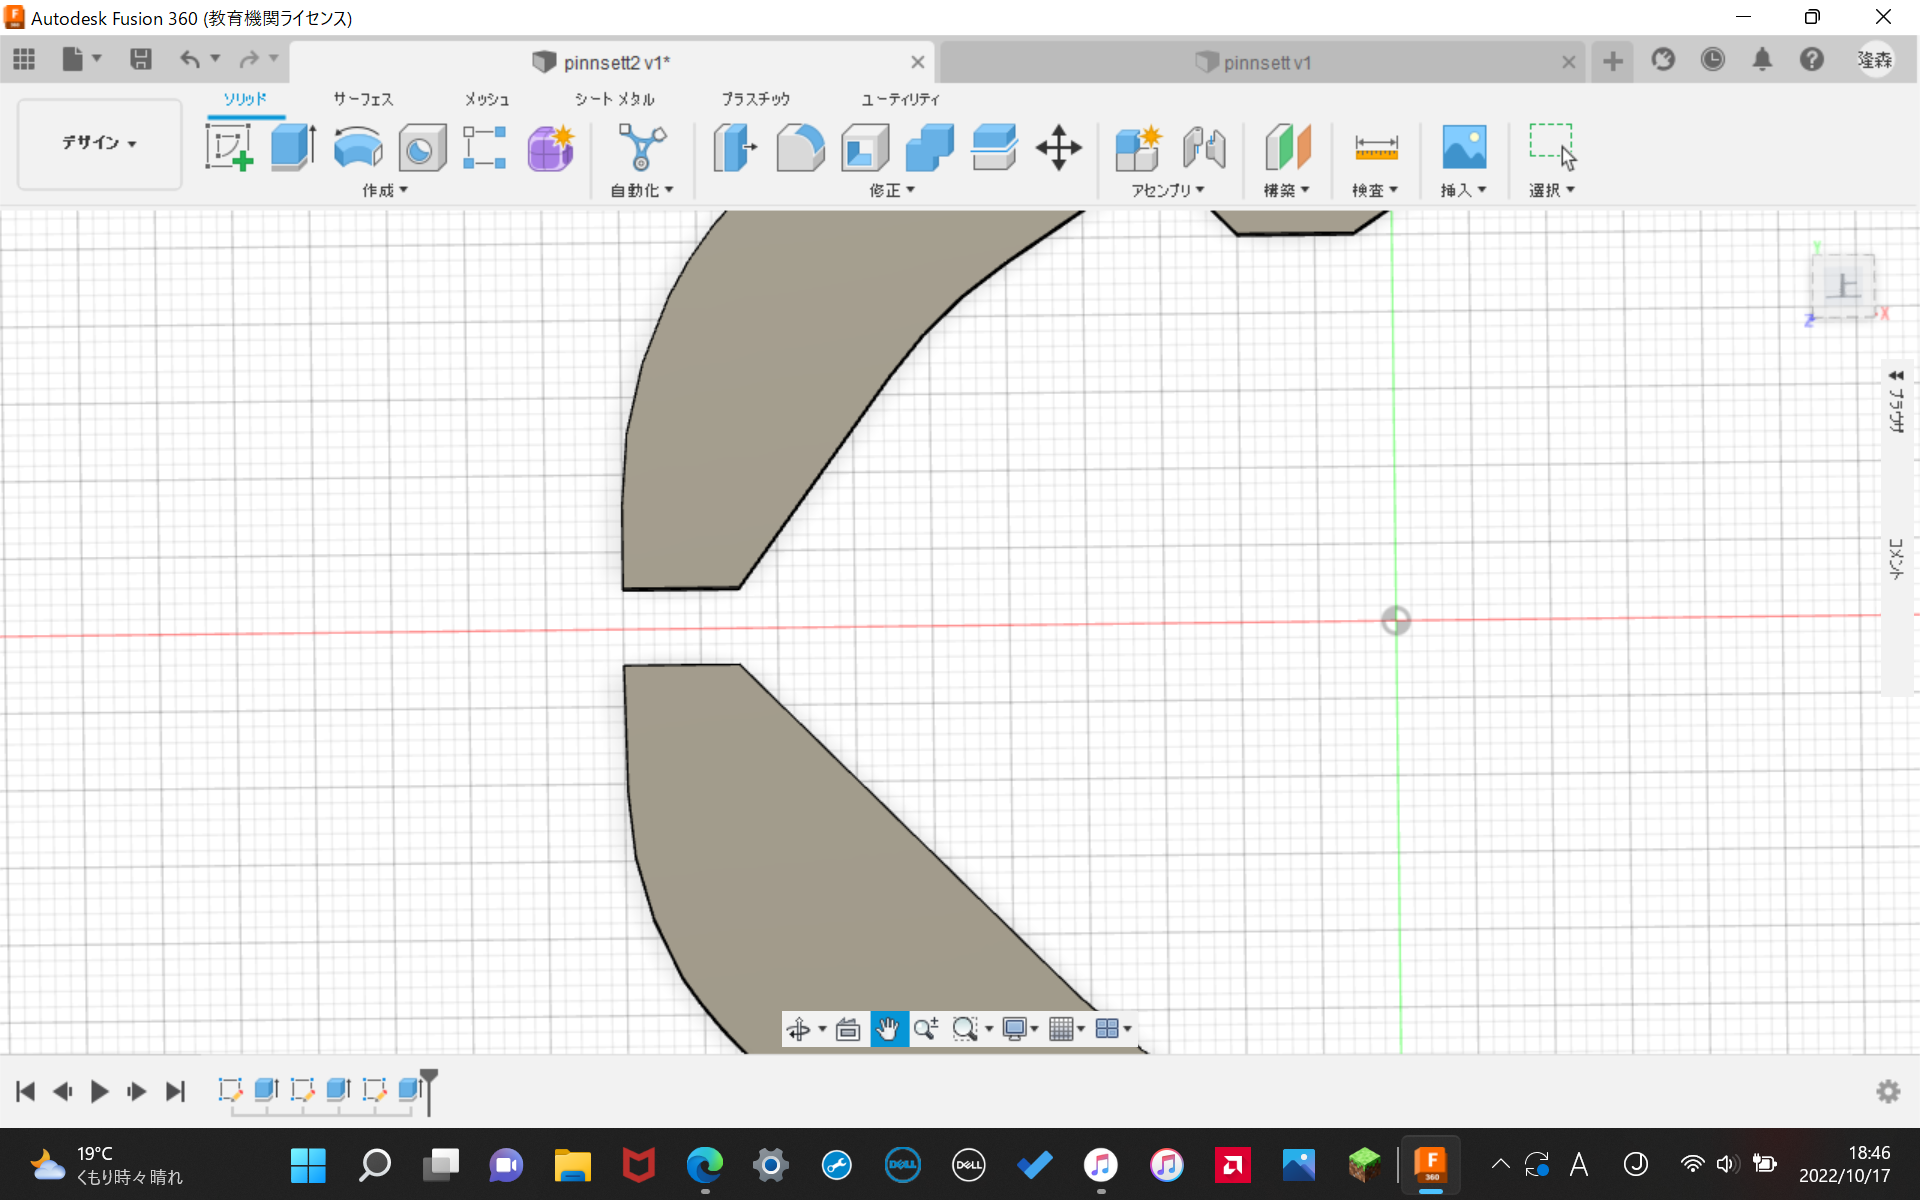 Autodesk Fusion 360 (教育機関ライセンス)
pinnsett2 v1*
pinnsett v1
隆森
デザイン
ソリッド
サーフェス
メッシュ
シート メタル
プラスチック
ユーティリティ
作成
自動化
修正
アセンブリ
構築
検査
挿入
選択
Y
上
Z
X
ブラウザ
コメント
19°C
くもり時々晴れ
DELL
DELL
F
360
A
J
18:46
2022/10/17